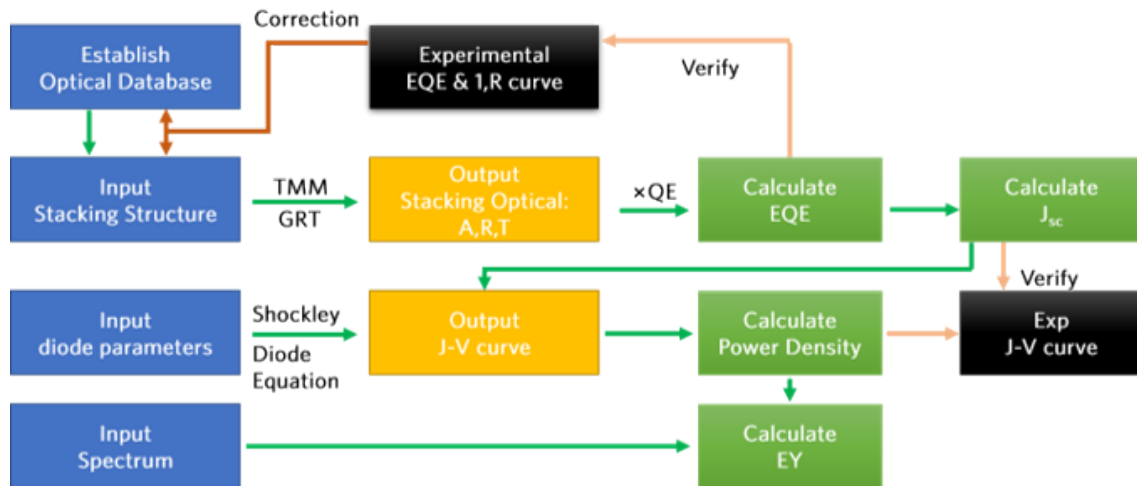 Correction
Establish
Optical Database
Experimental
EQE & 1,R curve
Verify
Input
Stacking Structure
TMM
GRT
Output
Stacking Optical:
A,R,T
×QE
Calculate
EQE
Calculate
Jsc
Verify
Input
diode parameters
Shockley
Diode
Equation
Output
J-V curve
Calculate
Power Density
Exp
J-V curve
Input
Spectrum
Calculate
EY